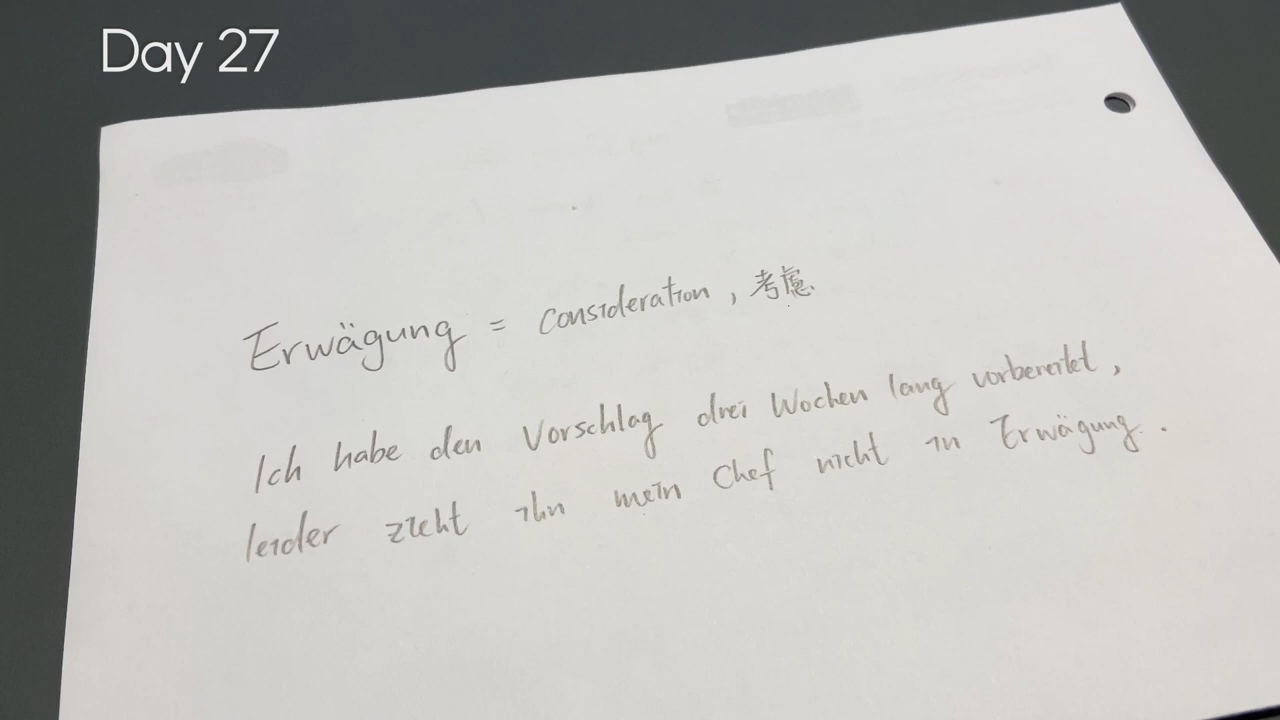 Day 27
Erwägung = consideration, 考慮
Ich habe den Vorschlag drei Wochen lang vorbereitet,
leider zieht ihn mein Chef nicht in Erwägung.